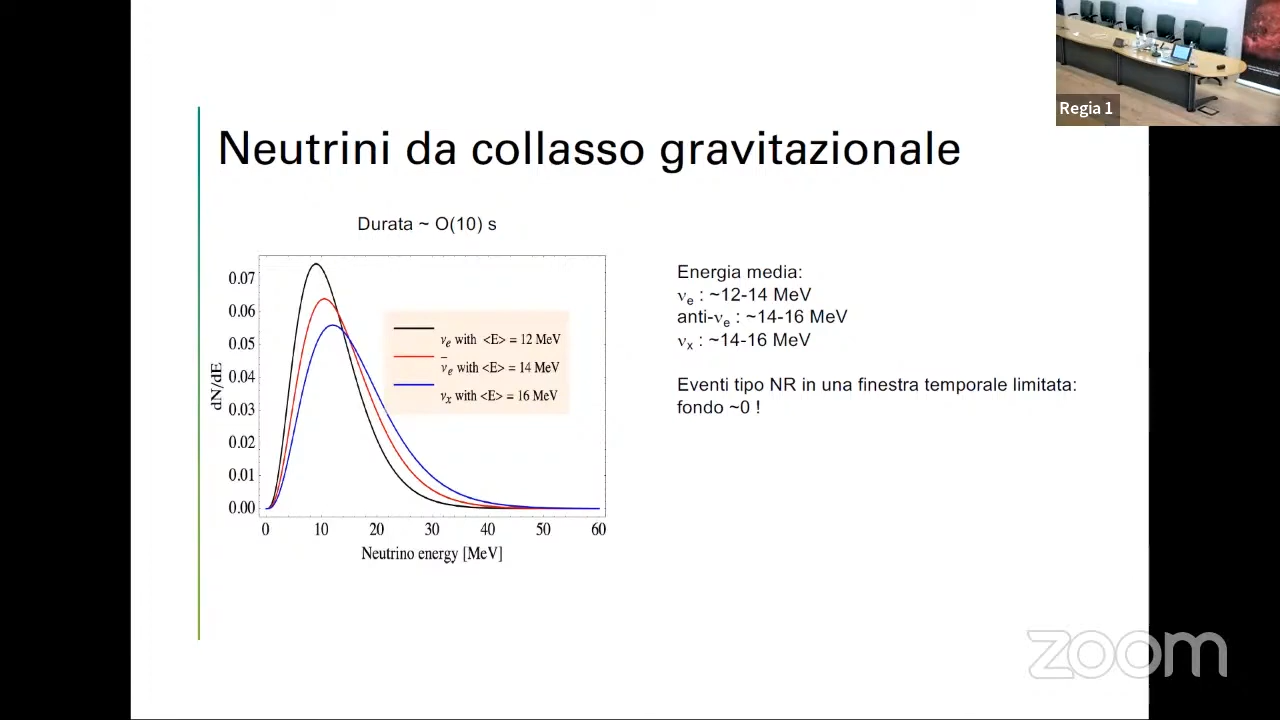 Regia 1
Neutrini da collasso gravitazionale
Durata ~ O(10) s
0.07
0.06
0.05
0.04
0.03
0.02
0.01
0.00
dN/dE
0 10 20 30 40 50 60
Neutrino energy [MeV]
νe with <E> = 12 MeV
ν̅e with <E> = 14 MeV
νx with <E> = 16 MeV
Energia media:
νe : ~12-14 MeV
anti-νe : ~14-16 MeV
νx : ~14-16 MeV
Eventi tipo NR in una finestra temporale limitata:
fondo ~0 !
zoom